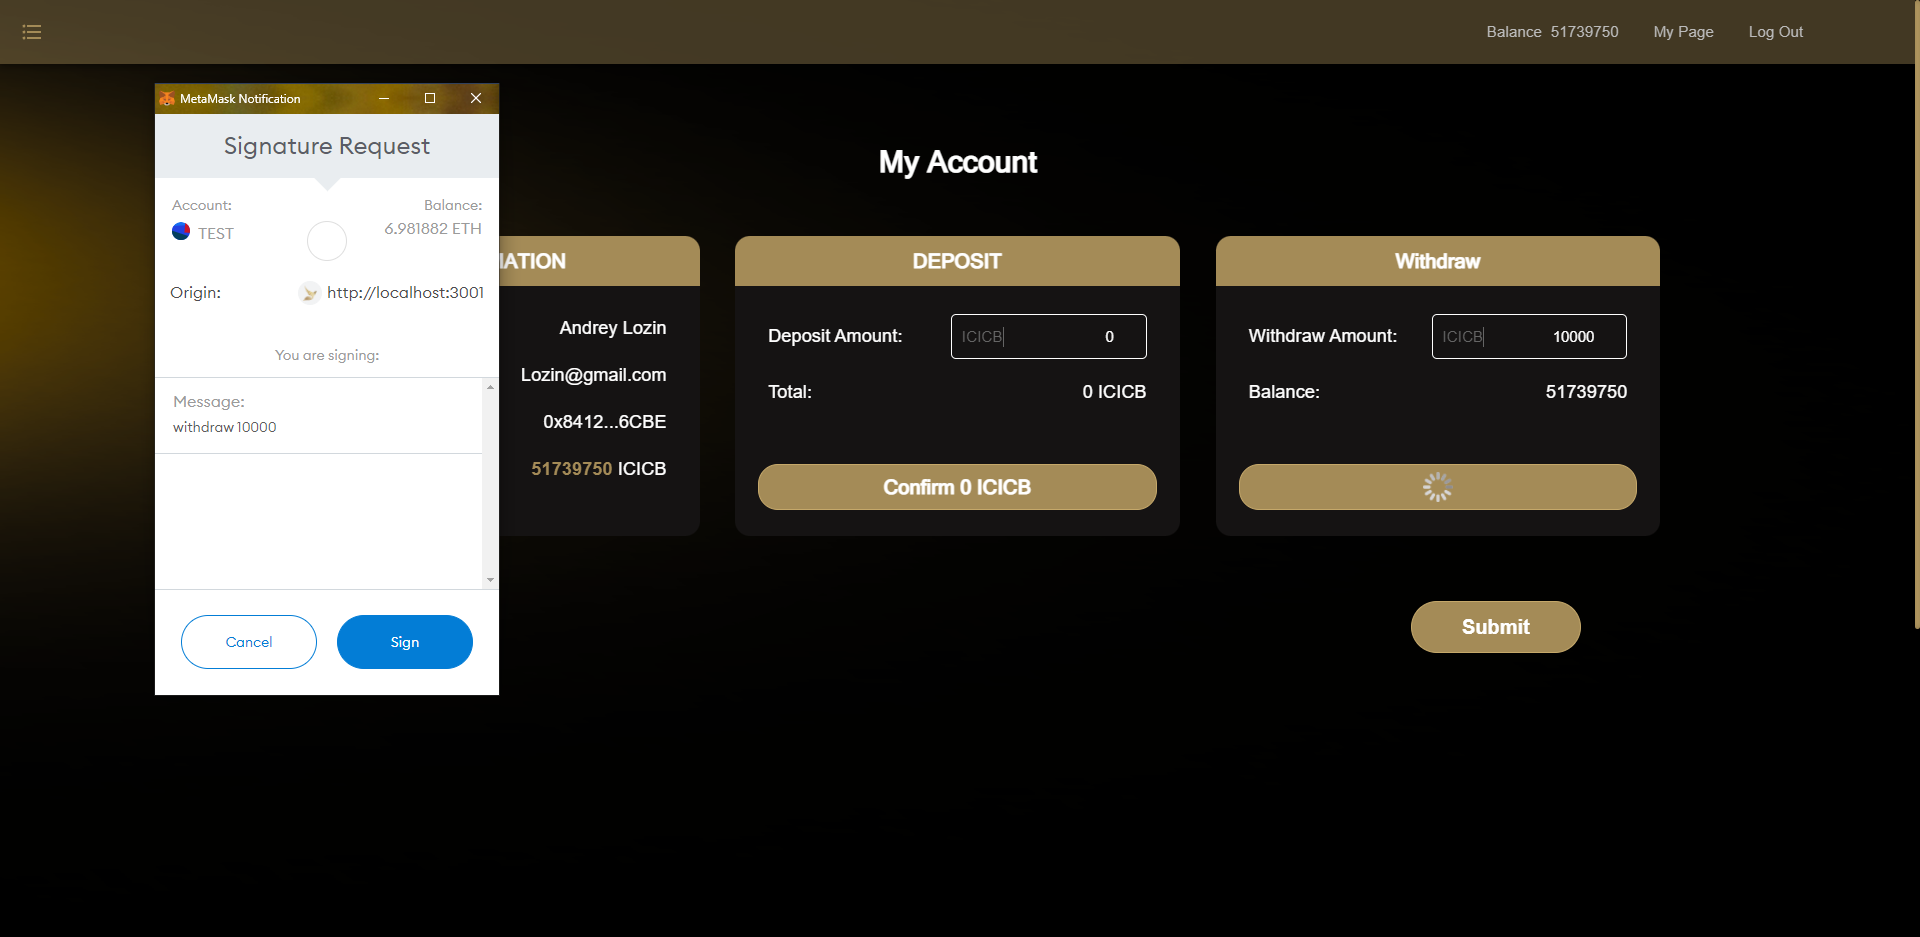 Balance 51739750 My Page Log Out
MetaMask Notification
Signature Request
Account: Balance:
TEST 6.981882 ETH
Origin: http://localhost:3001
You are signing:
Message:
withdraw 10000
Cancel Sign
My Account
MATION
Andrey Lozin
Lozin@gmail.com
0x8412...6CBE
51739750 ICICB
DEPOSIT
Deposit Amount: ICICB 0
Total: 0 ICICB
Confirm 0 ICICB
Withdraw
Withdraw Amount: ICICB 10000
Balance: 51739750
Submit